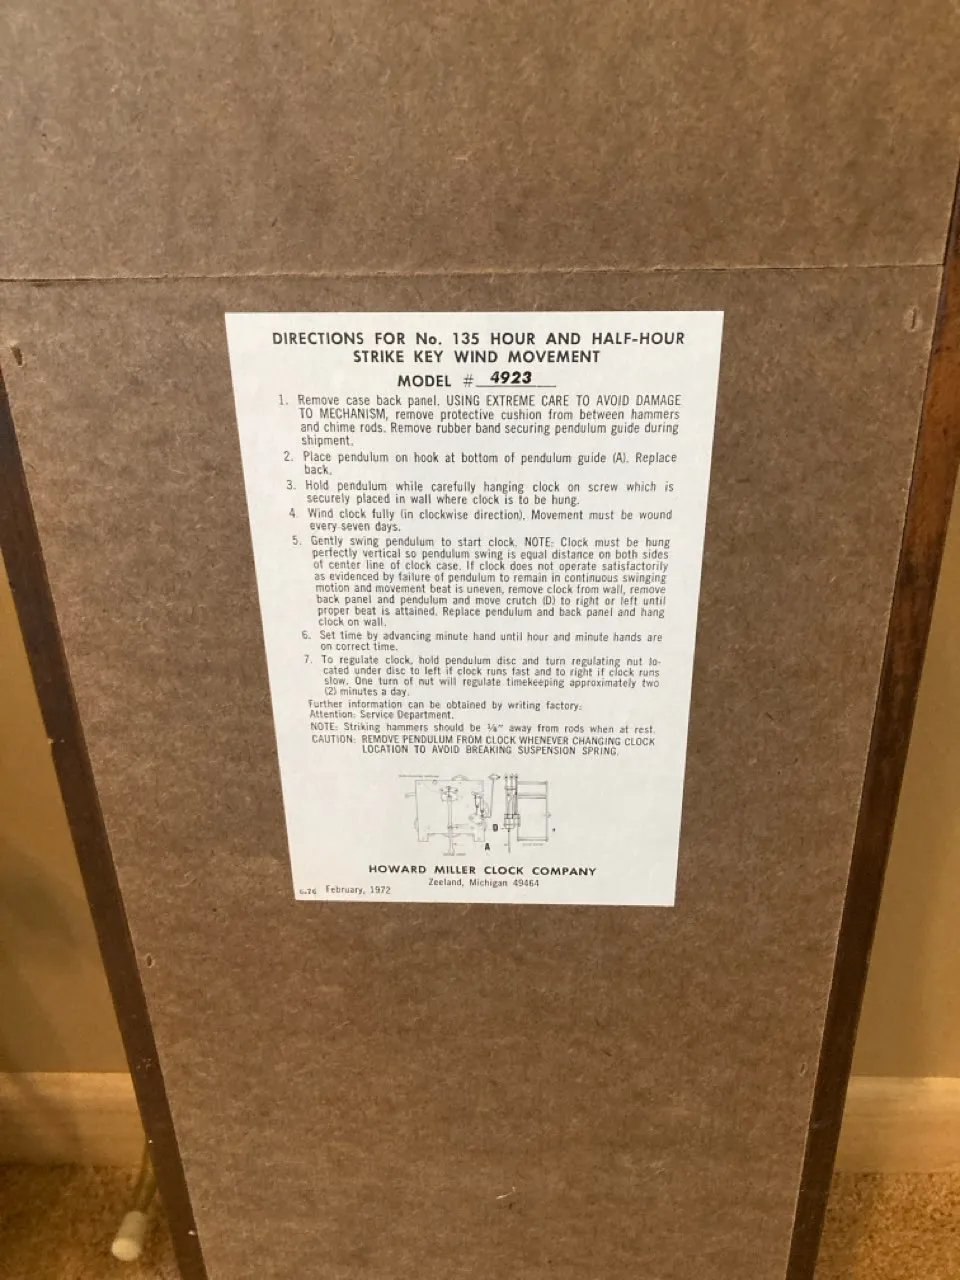 DIRECTIONS FOR No. 135 HOUR AND HALF-HOUR
STRIKE KEY WIND MOVEMENT
MODEL # 4923
1. Remove case back panel. USING EXTREME CARE TO AVOID DAMAGE
TO MECHANISM, remove protective cushion from between hammers
and chime rods. Remove rubber band securing pendulum guide during
shipment.
2. Place pendulum on hook at bottom of pendulum guide (A). Replace
back.
3. Hold pendulum while carefully hanging clock on screw which is
securely placed in wall where clock is to be hung.
4. Wind clock fully (in clockwise direction). Movement must be wound
every seven days.
5. Gently swing pendulum to start clock. NOTE: Clock must be hung
perfectly vertical so pendulum swing is equal distance on both sides
of center line of clock case. If clock does not operate satisfactorily
as evidenced by failure of pendulum to remain in continuous swinging
motion and movement beat is uneven, remove clock from wall, remove
back panel and pendulum and move crutch (D) to right or left until
proper beat is attained. Replace pendulum and back panel and hang
clock on wall.
6. Set time by advancing minute hand until hour and minute hands are
on correct time.
7. To regulate clock, hold pendulum disc and turn regulating nut lo-
cated under disc to left if clock runs fast and to right if clock runs
slow. One turn of nut will regulate timekeeping approximately two
(2) minutes a day.
Further information can be obtained by writing factory:
Attention: Service Department.
NOTE: Striking hammers should be ⅛" away from rods when at rest.
CAUTION: REMOVE PENDULUM FROM CLOCK WHENEVER CHANGING CLOCK
LOCATION TO AVOID BREAKING SUSPENSION SPRING.
D
A
HOWARD MILLER CLOCK COMPANY
Zeeland, Michigan 49464
6-76 February, 1972